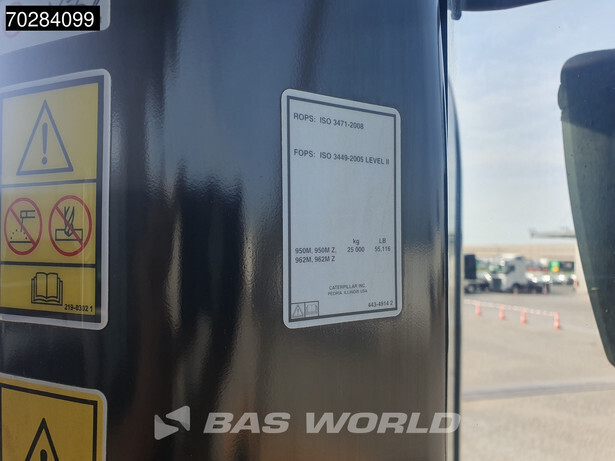 70284099
ROPS: ISO 3471-2008
FOPS: ISO 3449-2005 LEVEL II
kg LB
950M, 950M Z, 25 000 55,116
962M, 962M Z
CATERPILLAR INC.
PEORIA, ILLINOIS USA
443-4914 2
219-0302 1
BAS WORLD